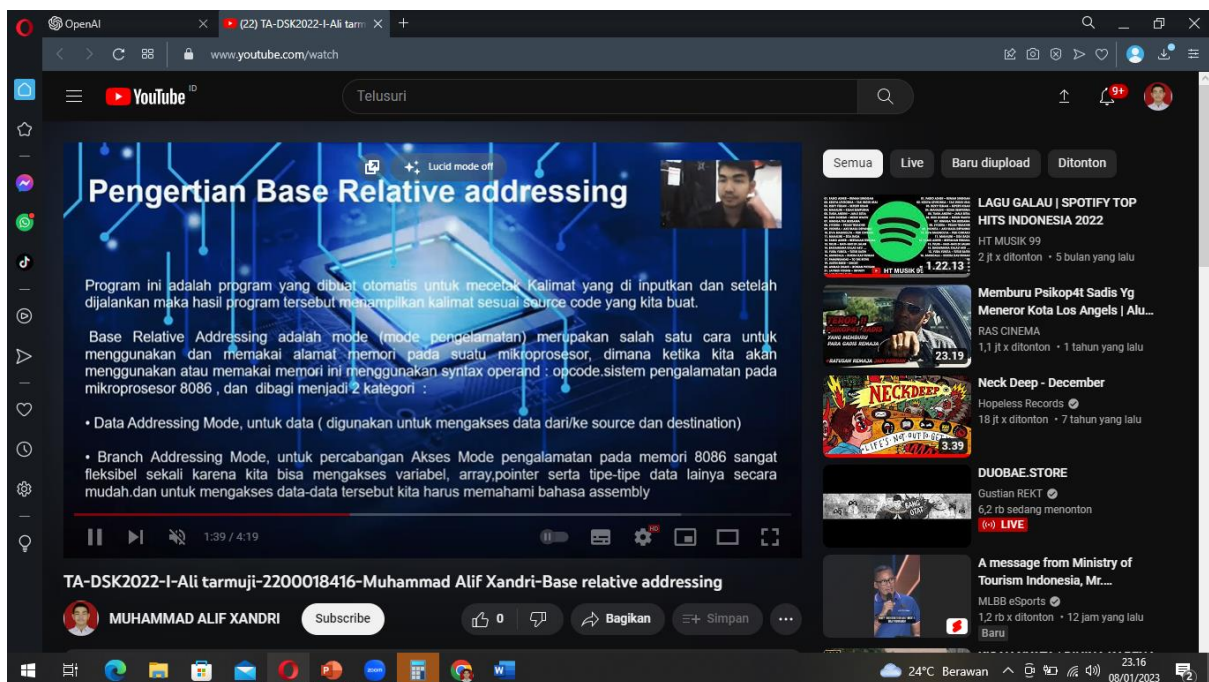 OpenAI
(22) TA-DSK2022-I-Ali tarm
www.youtube.com/watch
YouTube ID
Telusuri
9+
Lucid mode off
Pengertian Base Relative addressing
Program ini adalah program yang dibuat otomatis untuk mecetak Kalimat yang di inputkan dan setelah
dijalankan maka hasil program tersebut menampilkan kalimat sesuai source code yang kita buat.
Base Relative Addressing adalah mode (mode pengelamatan) merupakan salah satu cara untuk
menggunakan dan memakai alamat memori pada suatu mikroprosesor, dimana ketika kita akan
menggunakan atau memakai memori ini menggunakan syntax operand : opcode.sistem pengalamatan pada
mikroprosesor 8086 , dan dibagi menjadi 2 kategori :
• Data Addressing Mode, untuk data ( digunakan untuk mengakses data dari/ke source dan destination)
• Branch Addressing Mode, untuk percabangan Akses Mode pengalamatan pada memori 8086 sangat
fleksibel sekali karena kita bisa mengakses variabel, array,pointer serta tipe-tipe data lainya secara
mudah.dan untuk mengakses data-data tersebut kita harus memahami bahasa assembly
1:39 / 4:19
HD
TA-DSK2022-I-Ali tarmuji-2200018416-Muhammad Alif Xandri-Base relative addressing
MUHAMMAD ALIF XANDRI
Subscribe
0
Bagikan
Simpan
Semua
Live
Baru diupload
Ditonton
HT MUSIK 99
1.22.13
LAGU GALAU | SPOTIFY TOP
HITS INDONESIA 2022
HT MUSIK 99
2 jt x ditonton • 5 bulan yang lalu
23.19
Memburu Psikop4t Sadis Yg
Meneror Kota Los Angels | Alu...
RAS CINEMA
1,1 jt x ditonton • 1 tahun yang lalu
NECK DEEP
LIFE'S NOT OUT TO GET
3.39
Neck Deep - December
Hopeless Records
18 jt x ditonton • 7 tahun yang lalu
DUOBAE.STORE
Gustian REKT
6,2 rb sedang menonton
LIVE
A message from Ministry of
Tourism Indonesia, Mr....
MLBB eSports
1,2 rb x ditonton • 12 jam yang lalu
Baru
zoom
24°C Berawan
23.16
08/01/2023
2